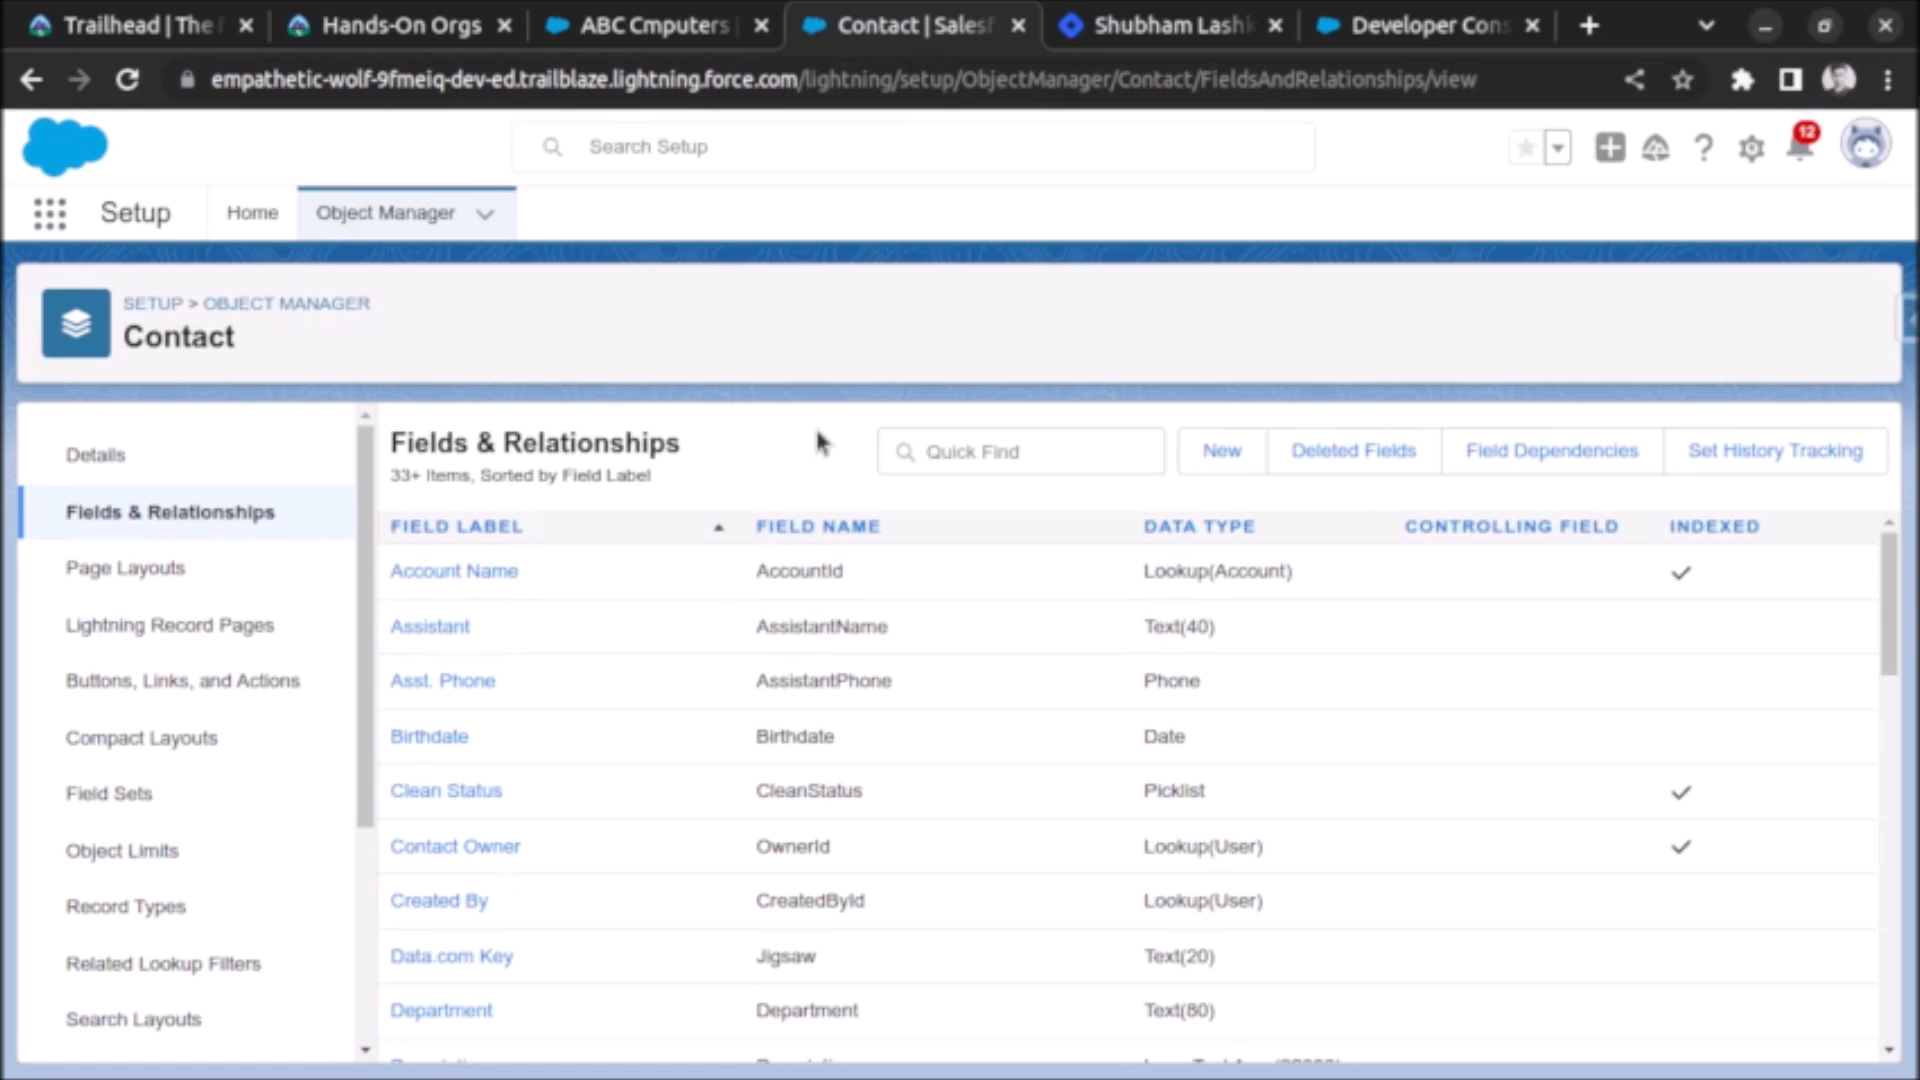 Trailhead | The
Hands-On Orgs
ABC Cmputers
Contact | Salesf
Shubham Lashk
Developer Cons
empathetic-wolf-9fmeiq-dev-ed.trailblaze.lightning.force.com/lightning/setup/ObjectManager/Contact/FieldsAndRelationships/view
Search Setup
12
Setup
Home
Object Manager
SETUP > OBJECT MANAGER
Contact
Details
Fields & Relationships
Page Layouts
Lightning Record Pages
Buttons, Links, and Actions
Compact Layouts
Field Sets
Object Limits
Record Types
Related Lookup Filters
Search Layouts
Fields & Relationships
33+ Items, Sorted by Field Label
Quick Find
New
Deleted Fields
Field Dependencies
Set History Tracking
FIELD LABEL FIELD NAME DATA TYPE CONTROLLING FIELD INDEXED
Account Name AccountId Lookup(Account)
Assistant AssistantName Text(40)
Asst. Phone AssistantPhone Phone
Birthdate Birthdate Date
Clean Status CleanStatus Picklist
Contact Owner OwnerId Lookup(User)
Created By CreatedById Lookup(User)
Data.com Key Jigsaw Text(20)
Department Department Text(80)